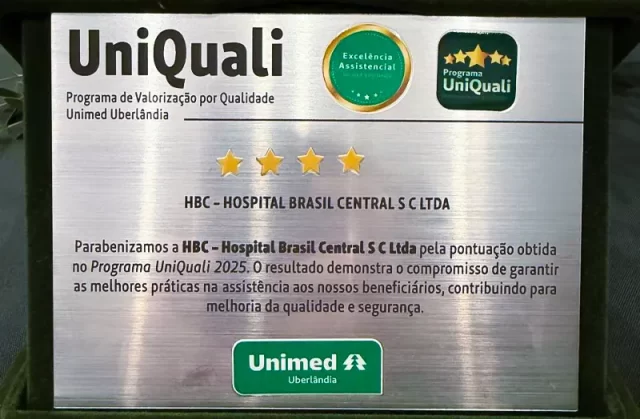 UniQuali
Programa de Valorização por Qualidade
Unimed Uberlândia
Excelência
Assistencial
Programa
UniQuali
HBC – HOSPITAL BRASIL CENTRAL S C LTDA
Parabenizamos a HBC – Hospital Brasil Central S C Ltda pela pontuação obtida
no Programa UniQuali 2025. O resultado demonstra o compromisso de garantir
as melhores práticas na assistência aos nossos beneficiários, contribuindo para
melhoria da qualidade e segurança.
Unimed
Uberlândia